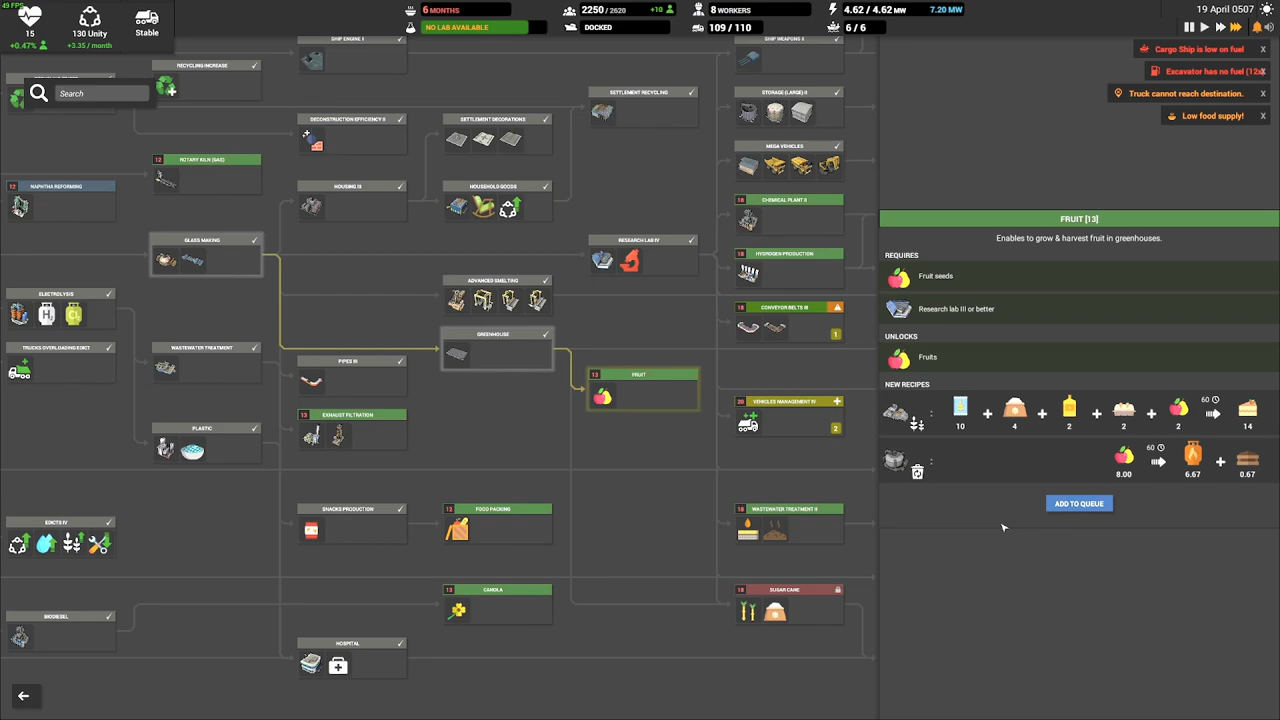 49 FPS
15
+0.47%
130 Unity
+3.35 / month
Stable
6 MONTHS
NO LAB AVAILABLE
2250 / 2620
+10
DOCKED
8 WORKERS
109 / 110
4.62 / 4.62 MW
7.20 MW
6 / 6
19 April 0507
Cargo Ship is low on fuel X
Excavator has no fuel (12x) X
Truck cannot reach destination. X
Low food supply! X
Search
RECYCLING INCREASE
SHIP ENGINE II
SHIP WEAPONS II
SETTLEMENT RECYCLING
STORAGE (LARGE) II
DECONSTRUCTION EFFICIENCY II
SETTLEMENT DECORATIONS
MEGA VEHICLES
12 ROTARY KILN (GAS)
12 NAPHTHA REFORMING
HOUSING III
HOUSEHOLD GOODS
18 CHEMICAL PLANT II
GLASS MAKING
RESEARCH LAB IV
18 HYDROGEN PRODUCTION
ELECTROLYSIS
ADVANCED SMELTING
18 CONVEYOR BELTS III
1
TRUCKS OVERLOADING EDICT
WASTEWATER TREATMENT
GREENHOUSE
PIPES III
13 FRUIT
20 VEHICLES MANAGEMENT IV
2
13 EXHAUST FILTRATION
PLASTIC
EDICTS IV
SNACKS PRODUCTION
12 FOOD PACKING
18 WASTEWATER TREATMENT II
BIODIESEL
13 CANOLA
18 SUGAR CANE
HOSPITAL
FRUIT [13]
Enables to grow & harvest fruit in greenhouses.
REQUIRES
Fruit seeds
Research lab III or better
UNLOCKS
Fruits
NEW RECIPES
: 10 + 4 + 2 + 2 + 2 60 14
: 8.00 60 6.67 + 0.67
ADD TO QUEUE